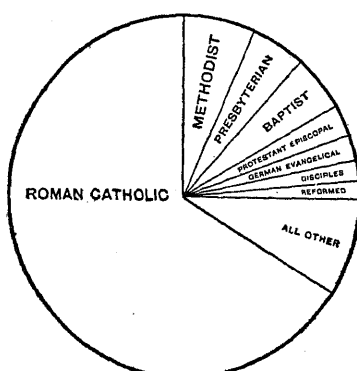 METHODIST
PRESBYTERIAN
BAPTIST
PROTESTANT EPISCOPAL
GERMAN EVANGELICAL
DISCIPLES
REFORMED
ROMAN CATHOLIC
ALL OTHER